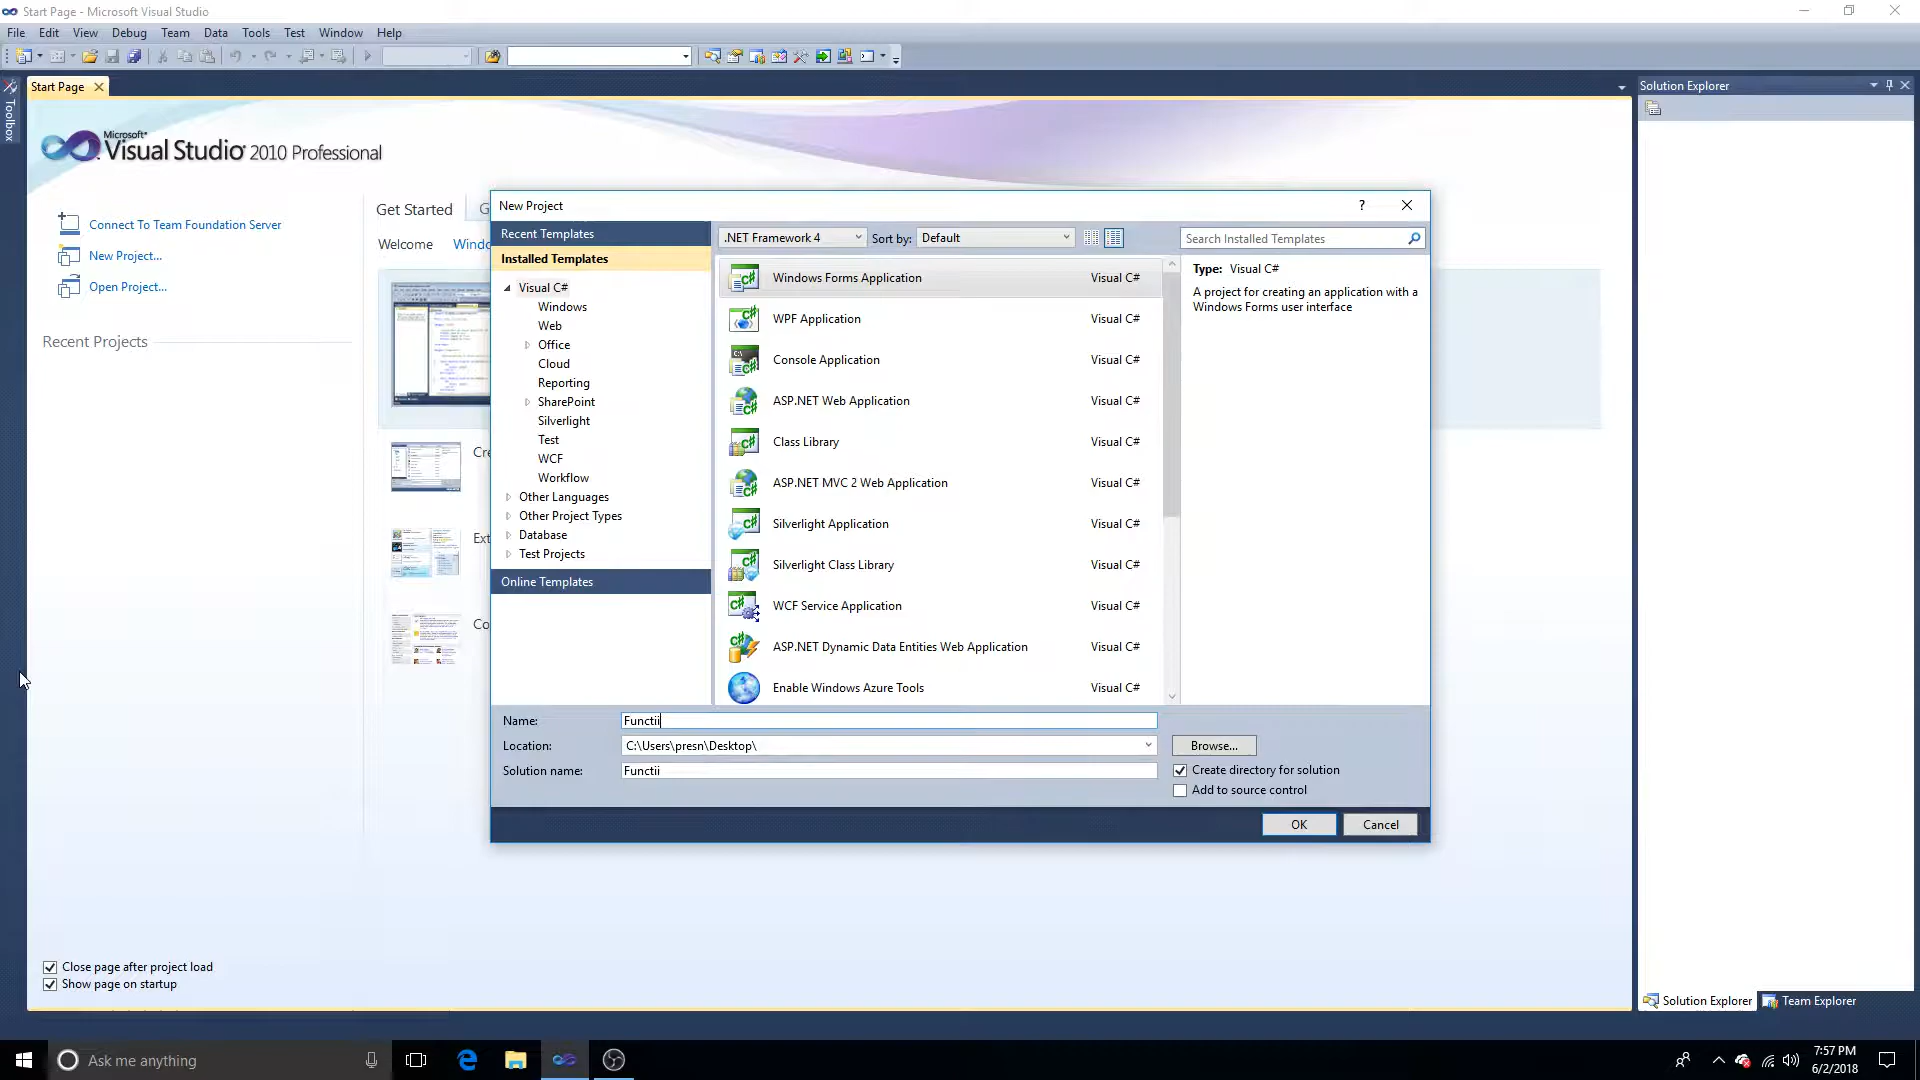 Start Page - Microsoft Visual Studio
File Edit View Debug Team Data Tools Test Window Help
Start Page
Toolbox
Solution Explorer
Microsoft®
Visual Studio 2010 Professional
Connect To Team Foundation Server
New Project...
Open Project...
Recent Projects
Get Started
Welcome
New Project
Recent Templates
.NET Framework 4 Sort by: Default
Search Installed Templates
Installed Templates
Visual C#
Windows
Web
Office
Cloud
Reporting
SharePoint
Silverlight
Test
WCF
Workflow
Other Languages
Other Project Types
Database
Test Projects
Online Templates
Windows Forms Application Visual C#
WPF Application Visual C#
Console Application Visual C#
ASP.NET Web Application Visual C#
Class Library Visual C#
ASP.NET MVC 2 Web Application Visual C#
Silverlight Application Visual C#
Silverlight Class Library Visual C#
WCF Service Application Visual C#
ASP.NET Dynamic Data Entities Web Application Visual C#
Enable Windows Azure Tools Visual C#
Type: Visual C#
A project for creating an application with a
Windows Forms user interface
Name: Functii
Location: C:\Users\presn\Desktop\ Browse...
Solution name: Functii
Create directory for solution
Add to source control
OK Cancel
Close page after project load
Show page on startup
Solution Explorer Team Explorer
Ask me anything
7:57 PM
6/2/2018